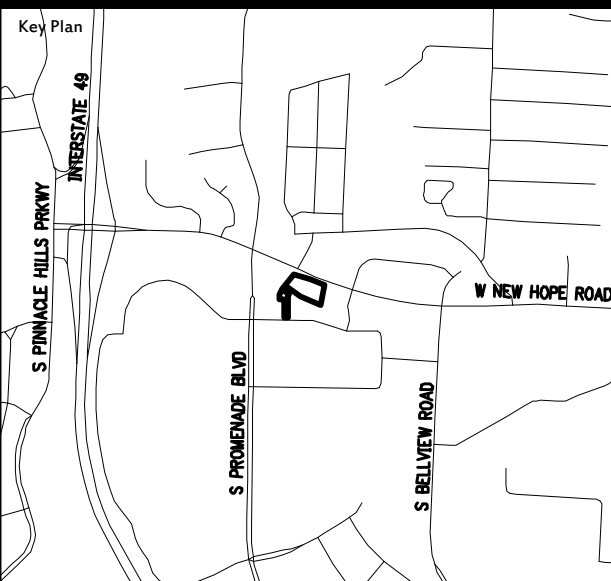 Key Plan
INTERSTATE 49
S PINNACLE HILLS PRKWY
W NEW HOPE ROAD
S PROMENADE BLVD
S BELLVIEW ROAD